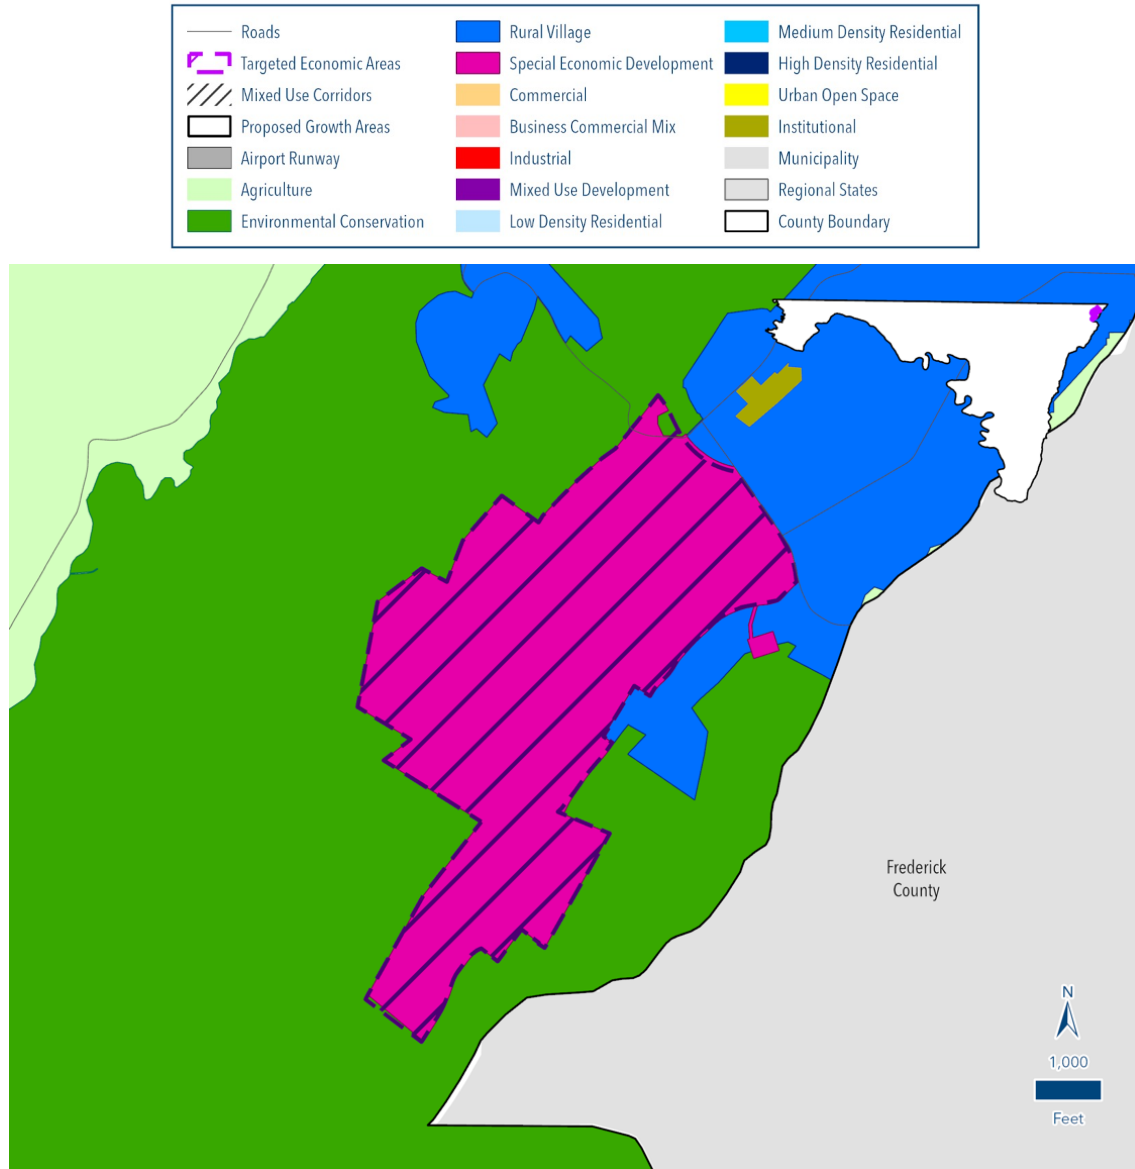 Roads
Targeted Economic Areas
Mixed Use Corridors
Proposed Growth Areas
Airport Runway
Agriculture
Environmental Conservation
Rural Village
Special Economic Development
Commercial
Business Commercial Mix
Industrial
Mixed Use Development
Low Density Residential
Medium Density Residential
High Density Residential
Urban Open Space
Institutional
Municipality
Regional States
County Boundary
Frederick
County
N
1,000
Feet